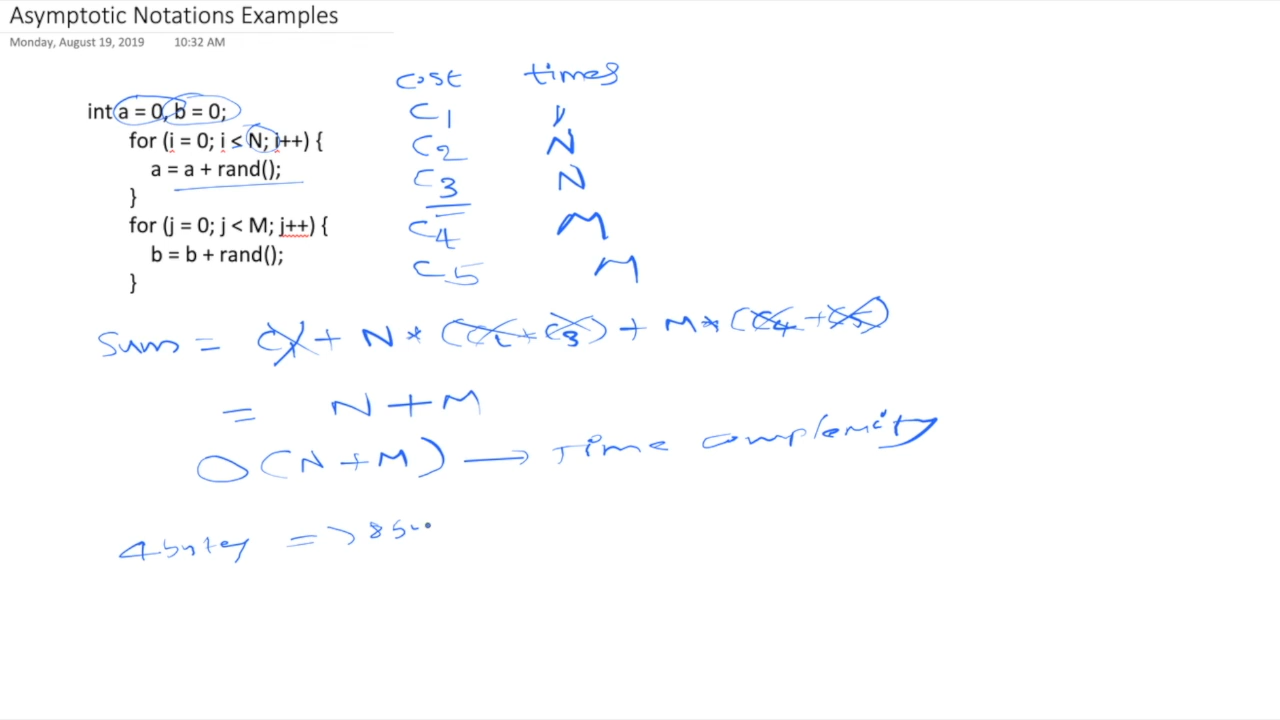 Asymptotic Notations Examples
Monday, August 19, 2019 10:32 AM
cost times
int a = 0, b = 0; C1 1
for (i = 0; i < N; i++) { C2 N
a = a + rand(); C3 N
}
for (j = 0; j < M; j++) { C4 M
b = b + rand(); C5 M
}
Sum = C1 + N * (C2 + C3) + M * (C4 + C5)
= N + M
O(N + M) → Time complexity
4 bytes =>